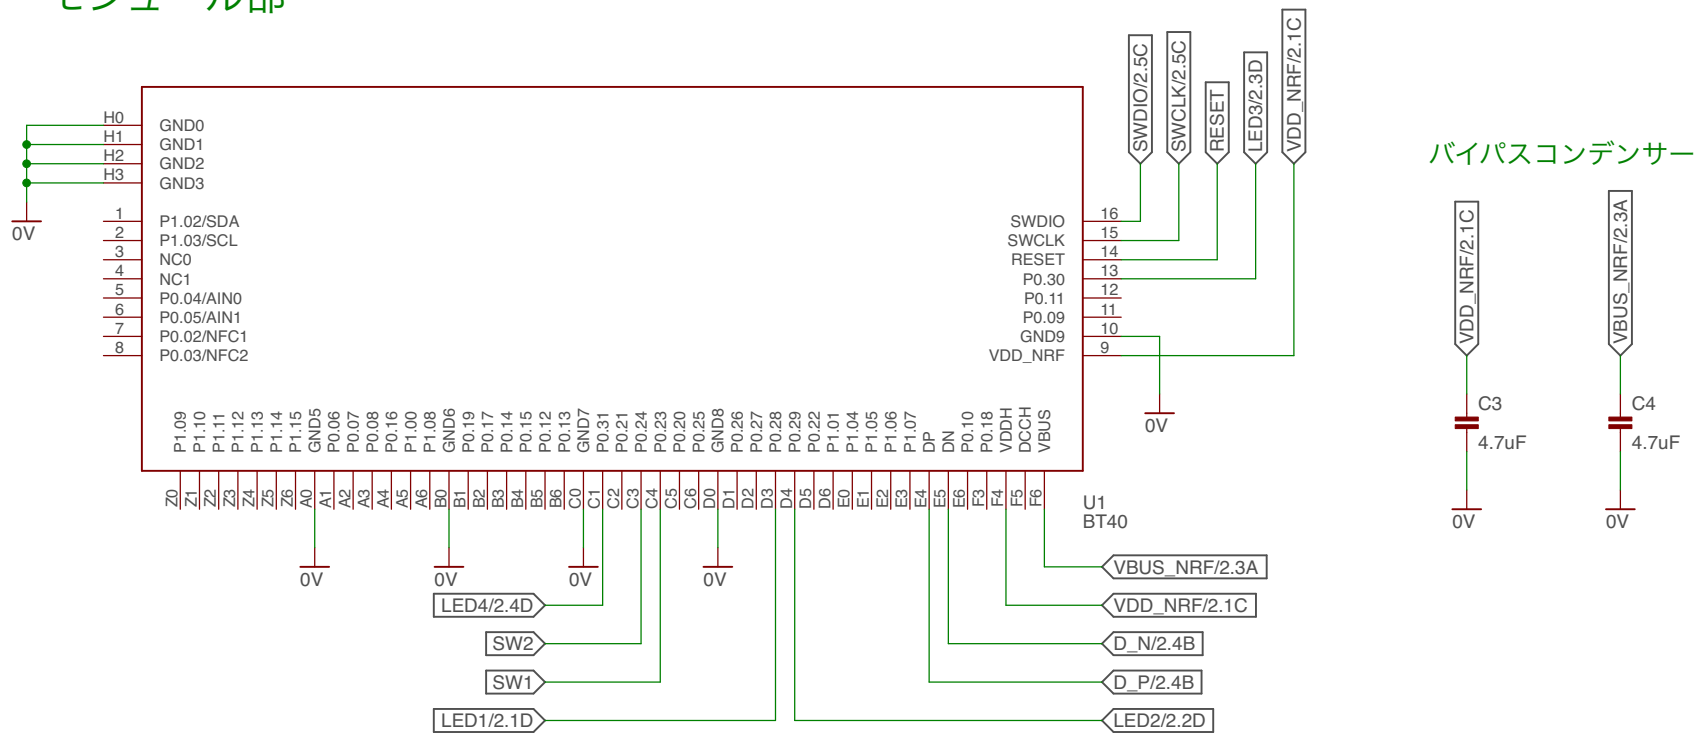 モジュール部
SWDIO/2.5C
SWCLK/2.5C
RESET
LED3/2.3D
VDD_NRF/2.1C
H0 GND0
H1 GND1
H2 GND2
H3 GND3
0V
1 P1.02/SDA
2 P1.03/SCL
3 NC0
4 NC1
5 P0.04/AIN0
6 P0.05/AIN1
7 P0.02/NFC1
8 P0.03/NFC2
SWDIO 16
SWCLK 15
RESET 14
P0.30 13
P0.11 12
P0.09 11
GND9 10
VDD_NRF 9
0V
P1.09
P1.10
P1.11
P1.12
P1.13
P1.14
P1.15
GND5
P0.06
P0.07
P0.08
P0.16
P1.00
P1.08
GND6
P0.19
P0.17
P0.14
P0.15
P0.12
P0.13
GND7
P0.31
P0.21
P0.24
P0.23
P0.20
P0.25
GND8
P0.26
P0.27
P0.28
P0.29
P0.22
P1.01
P1.04
P1.05
P1.06
P1.07
DP
DN
P0.10
P0.18
VDDH
DCCH
VBUS
Z0
Z1
Z2
Z3
Z4
Z5
Z6
A0
A1
A2
A3
A4
A5
A6
B0
B1
B2
B3
B4
B5
B6
C0
C1
C2
C3
C4
C5
C6
D0
D1
D2
D3
D4
D5
D6
E0
E1
E2
E3
E4
E5
E6
F3
F4
F5
F6
U1
BT40
0V
0V
0V
0V
LED4/2.4D
SW2
SW1
LED1/2.1D
VBUS_NRF/2.3A
VDD_NRF/2.1C
D_N/2.4B
D_P/2.4B
LED2/2.2D
バイパスコンデンサー
VDD_NRF/2.1C
C3
4.7uF
0V
VBUS_NRF/2.3A
C4
4.7uF
0V